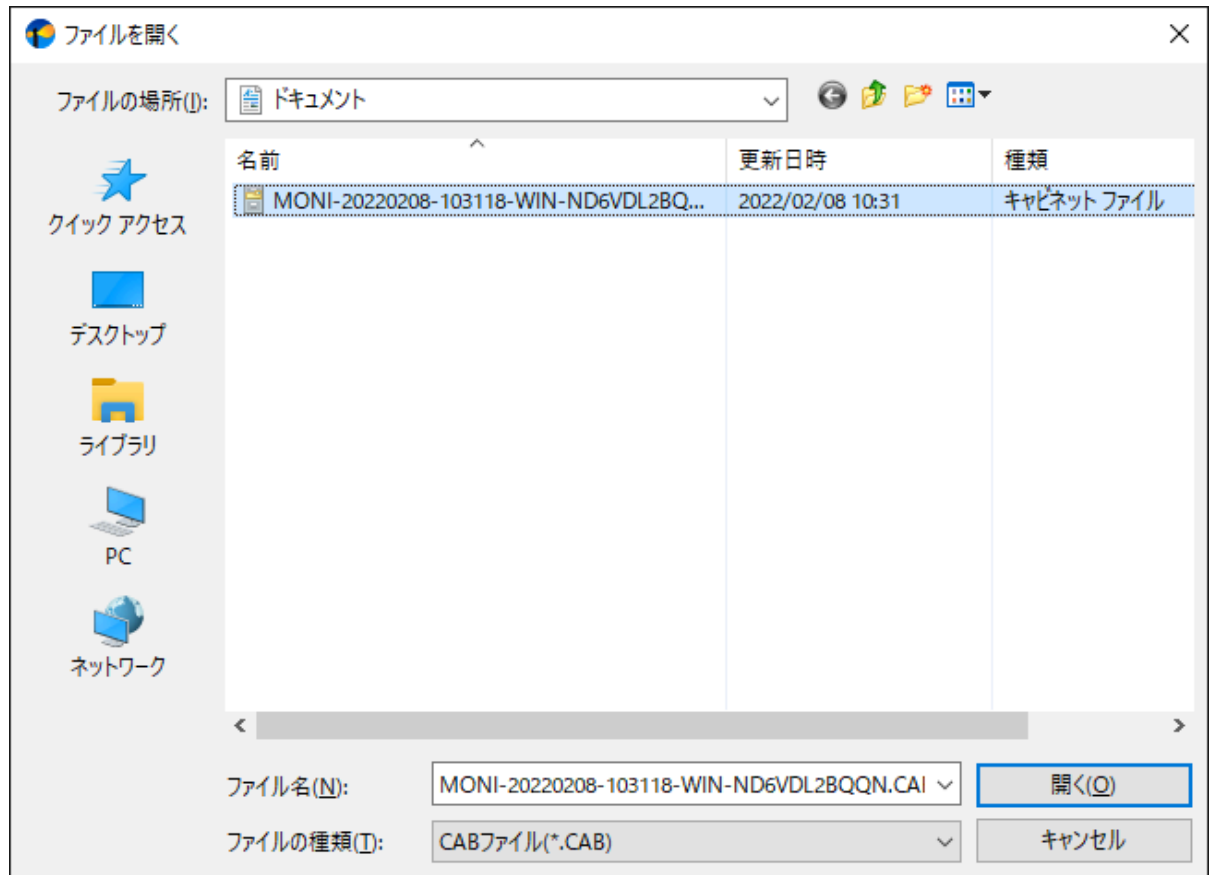 ファイルを開く
ファイルの場所(I): ドキュメント
名前 更新日時 種類
MONI-20220208-103118-WIN-ND6VDL2BQ... 2022/02/08 10:31 キャビネット ファイル
クイック アクセス
デスクトップ
ライブラリ
PC
ネットワーク
ファイル名(N): MONI-20220208-103118-WIN-ND6VDL2BQQN.CAI 開く(O)
ファイルの種類(T): CABファイル(*.CAB) キャンセル